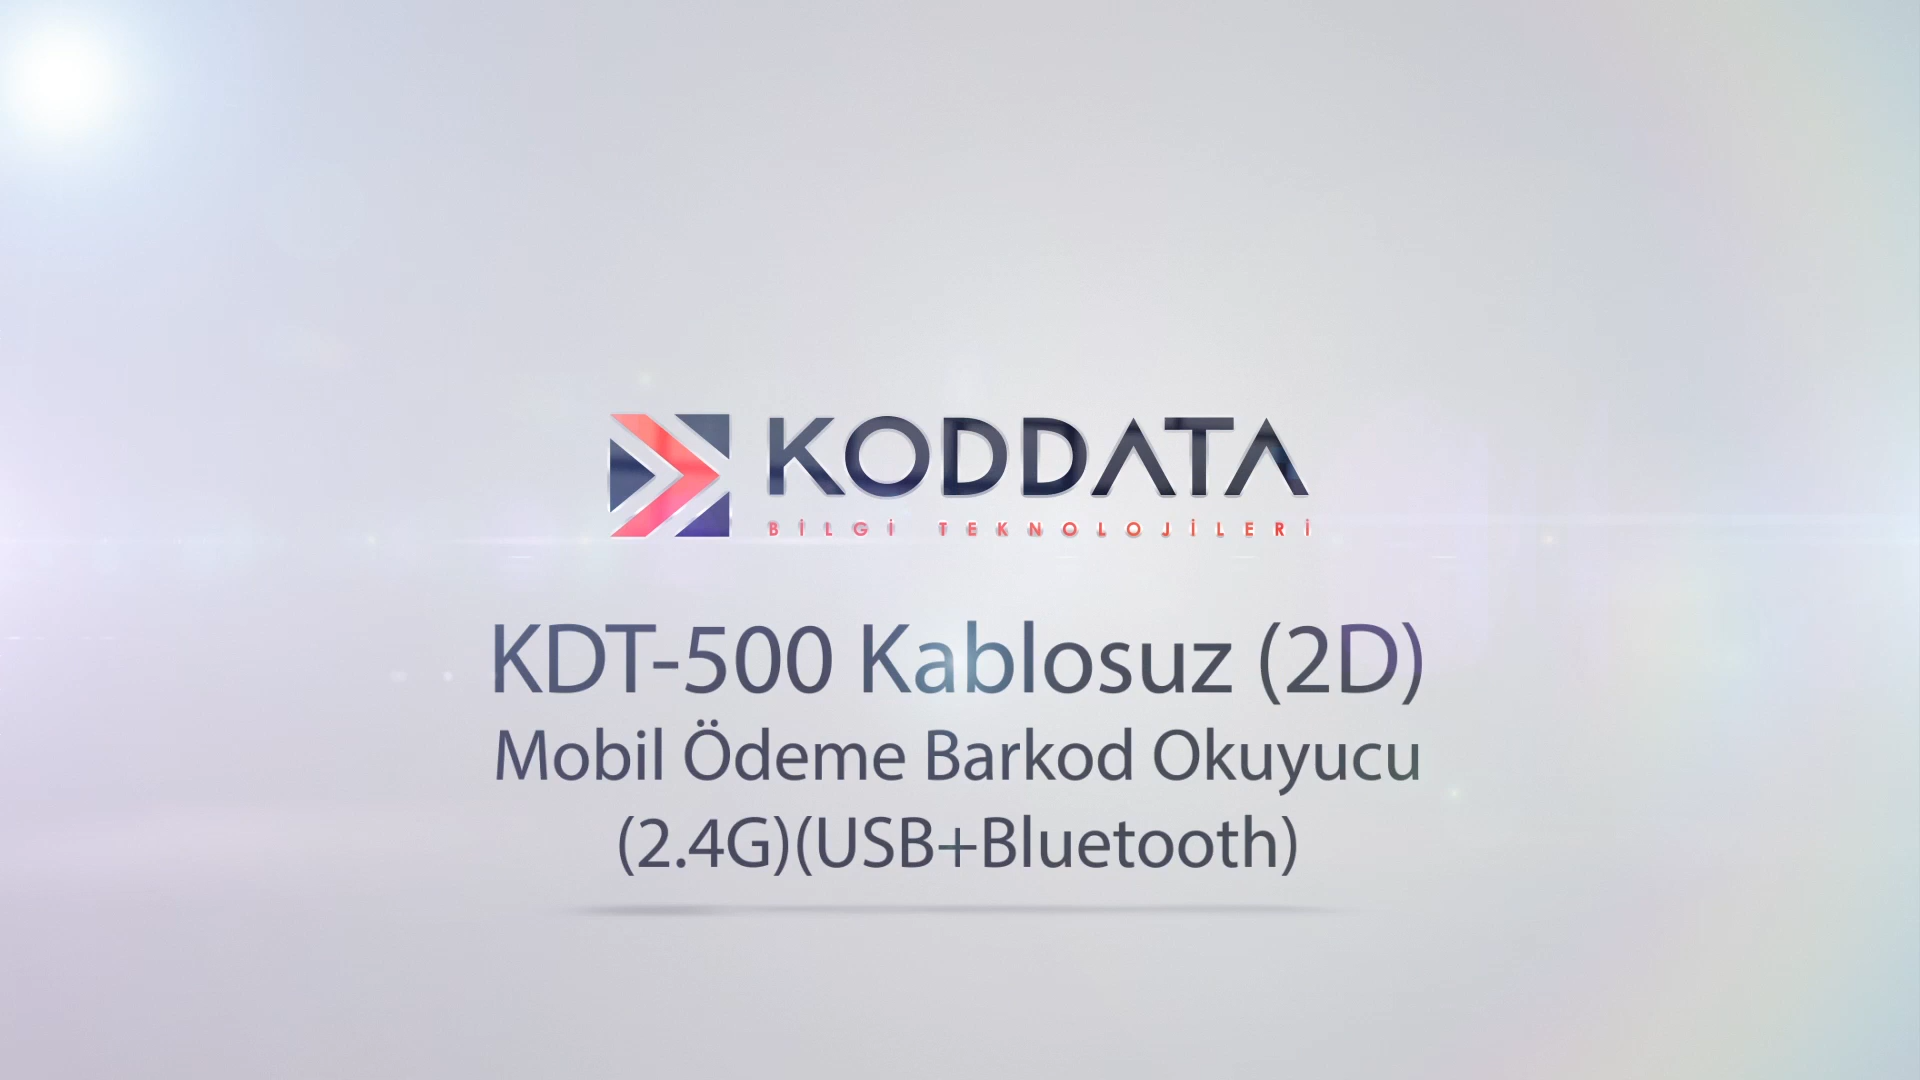 KODDATA
BİLGİ TEKNOLOJİLERİ
KDT-500 Kablosuz (2D)
Mobil Ödeme Barkod Okuyucu
(2.4G)(USB+Bluetooth)